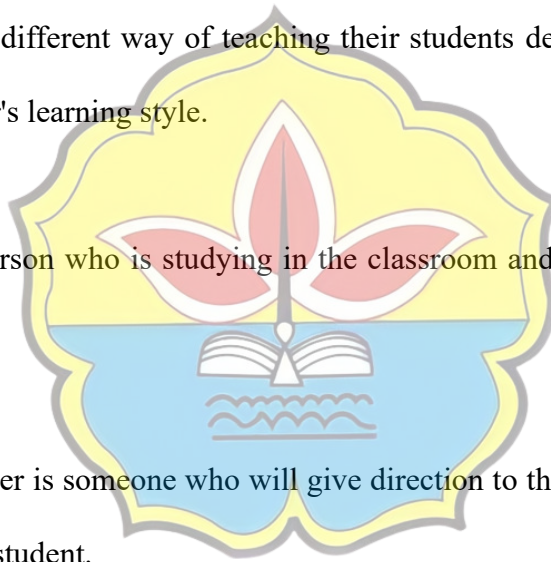 different way of teaching their students de
r's learning style.
rson who is studying in the classroom and
er is someone who will give direction to th
student.